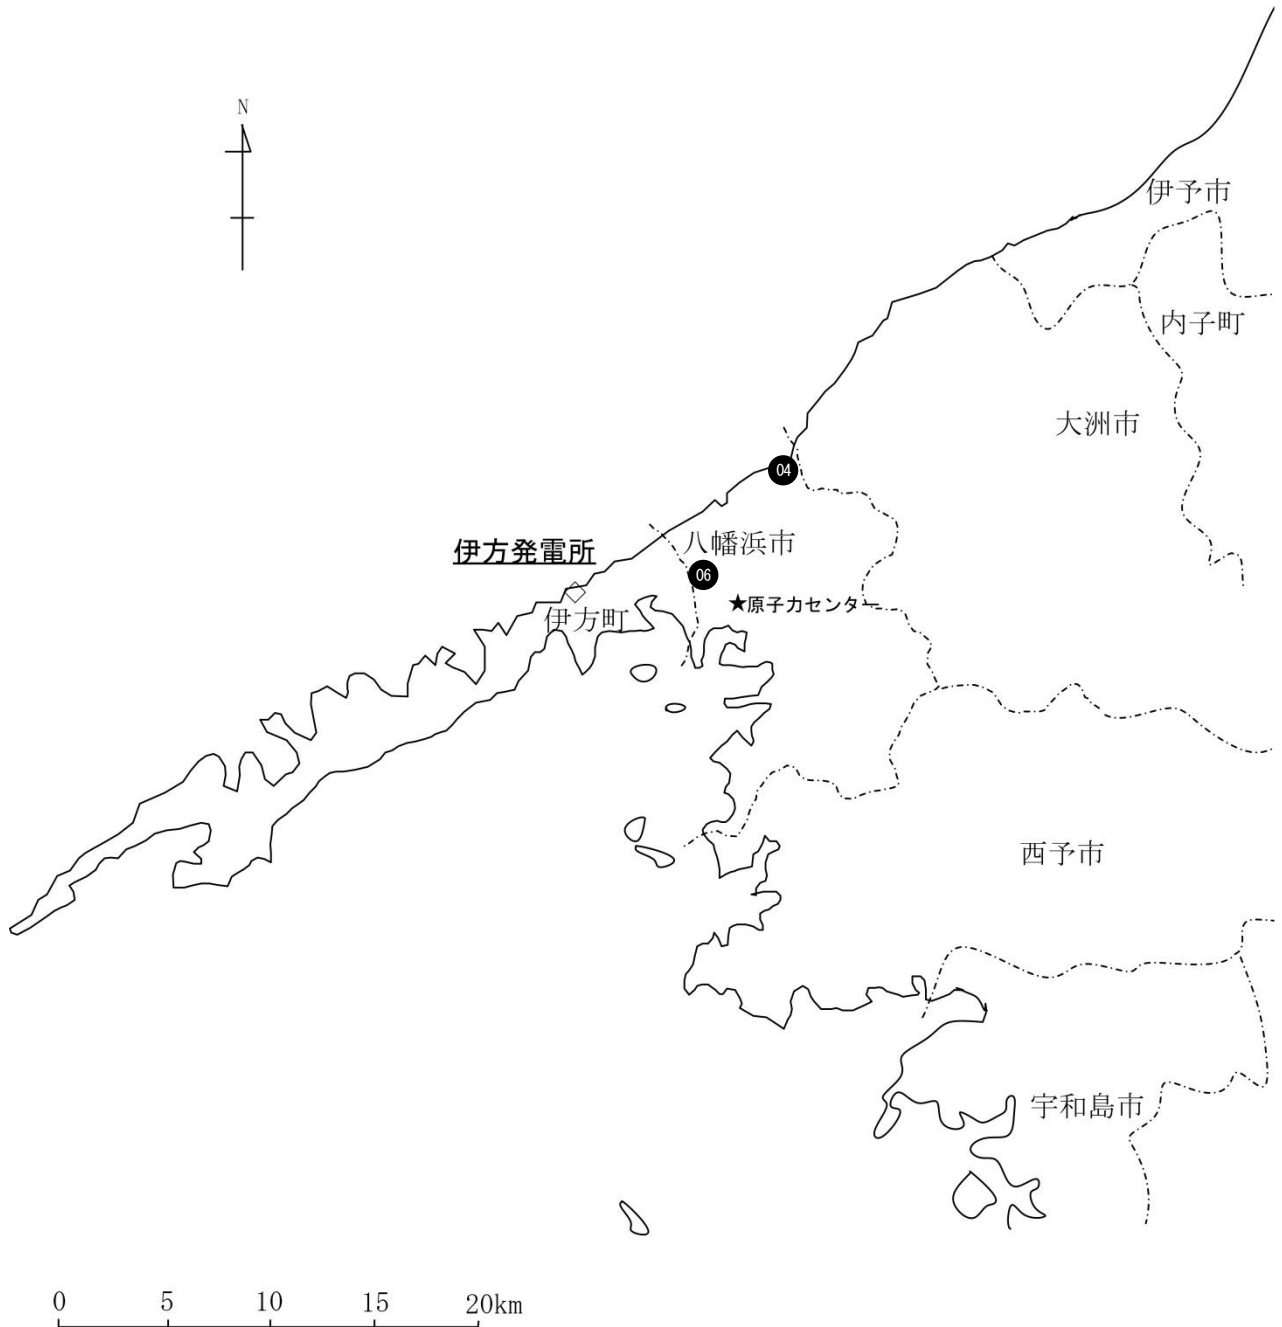 N
伊予市
内子町
大洲市
04
八幡浜市
伊方発電所
06
★原子力センター
伊方町
西予市
宇和島市
0 5 10 15 20km